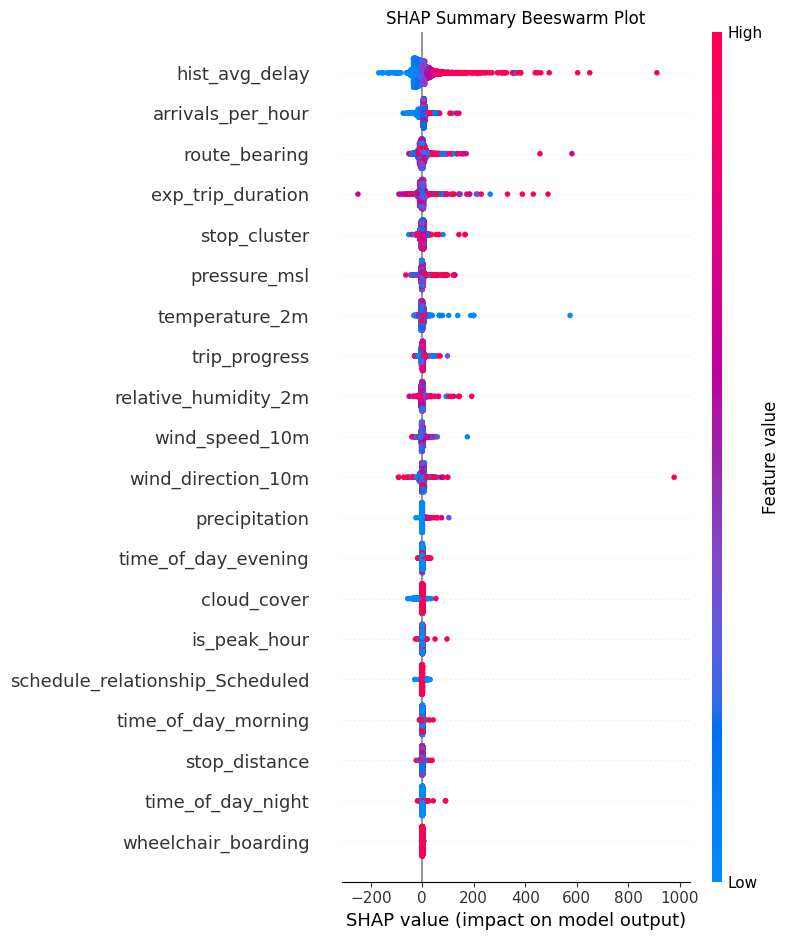 SHAP Summary Beeswarm Plot
High
hist_avg_delay
arrivals_per_hour
route_bearing
exp_trip_duration
stop_cluster
pressure_msl
temperature_2m
trip_progress
relative_humidity_2m
wind_speed_10m
wind_direction_10m
precipitation
time_of_day_evening
cloud_cover
is_peak_hour
schedule_relationship_Scheduled
time_of_day_morning
stop_distance
time_of_day_night
wheelchair_boarding
Feature value
Low
−200 0 200 400 600 800 1000
SHAP value (impact on model output)